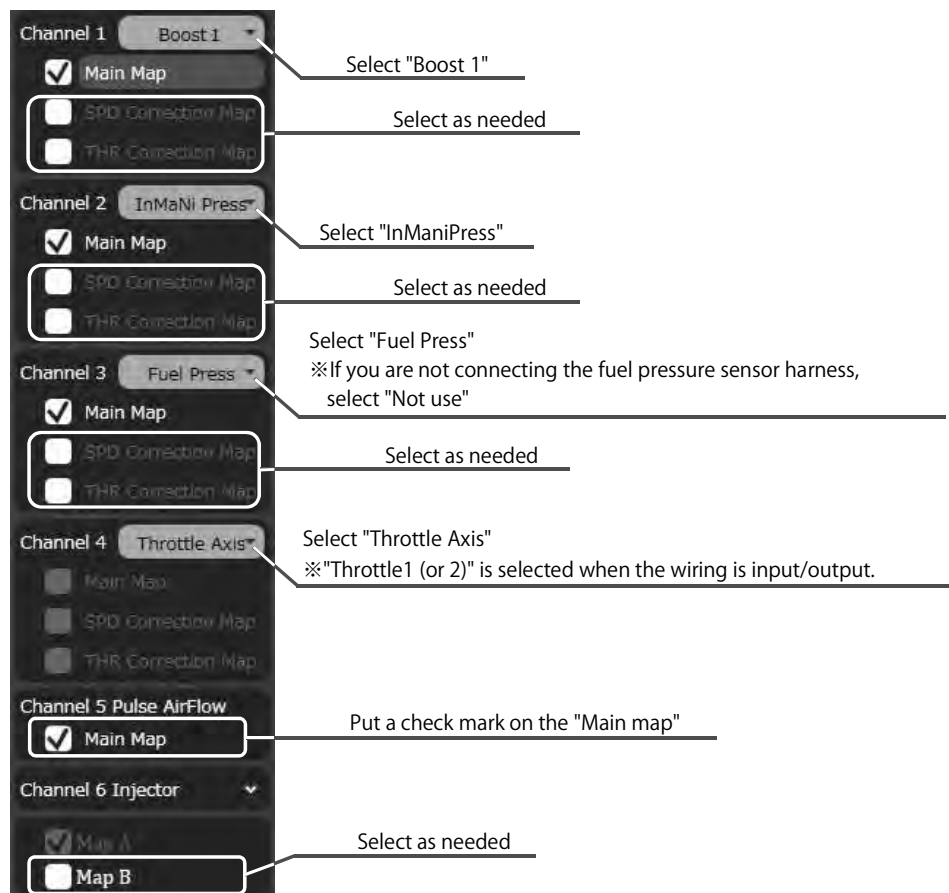 Channel 1 Boost 1
Select "Boost 1"
Main Map
SPD Correction Map
Select as needed
THR Correction Map
Channel 2 InMaNi Press
Select "InManiPress"
Main Map
SPD Correction Map
Select as needed
THR Correction Map
Select "Fuel Press"
Channel 3 Fuel Press
※If you are not connecting the fuel pressure sensor harness,
select "Not use"
Main Map
SPD Correction Map
Select as needed
THR Correction Map
Channel 4 Throttle Axis
Select "Throttle Axis"
※"Throttle1 (or 2)" is selected when the wiring is input/output.
Main Map
SPD Correction Map
THR Correction Map
Channel 5 Pulse AirFlow
Put a check mark on the "Main map"
Main Map
Channel 6 Injector
Map A
Select as needed
Map B